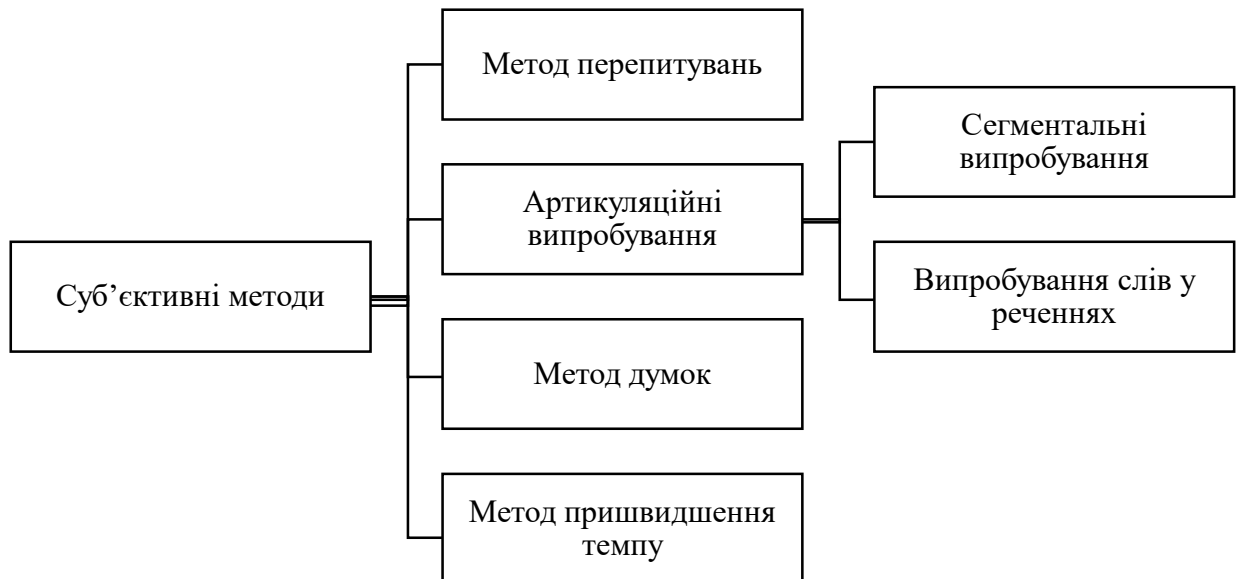 Метод перепитувань
Сегментальні
випробування
Артикуляційні
випробування
Суб’єктивні методи
Випробування слів у
реченнях
Метод думок
Метод пришвидшення
темпу